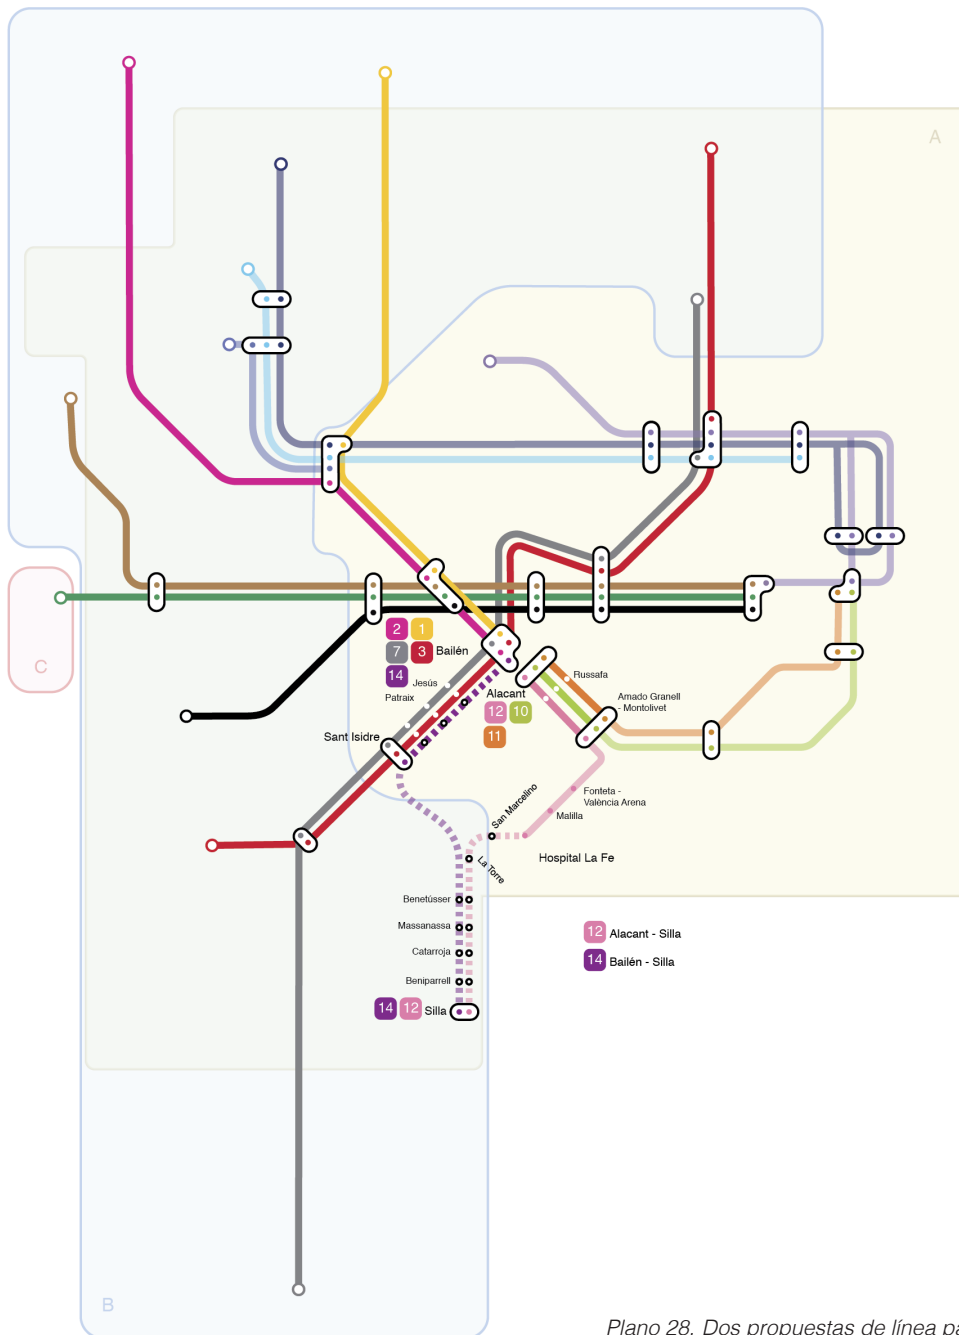 A
C
2 1
7 3 Bailén
14 Jesús
Patraix
Sant Isidre
Alacant
12 10
11
Russafa
Amado Granell
- Montolivet
Fonteta -
València Arena
Malilla
San Marcelino
Hospital La Fe
La Torre
Benetússer
Massanassa
Catarroja
Beniparrell
14 12 Silla
12 Alacant - Silla
14 Bailén - Silla
B
Plano 28. Dos propuestas de línea pa